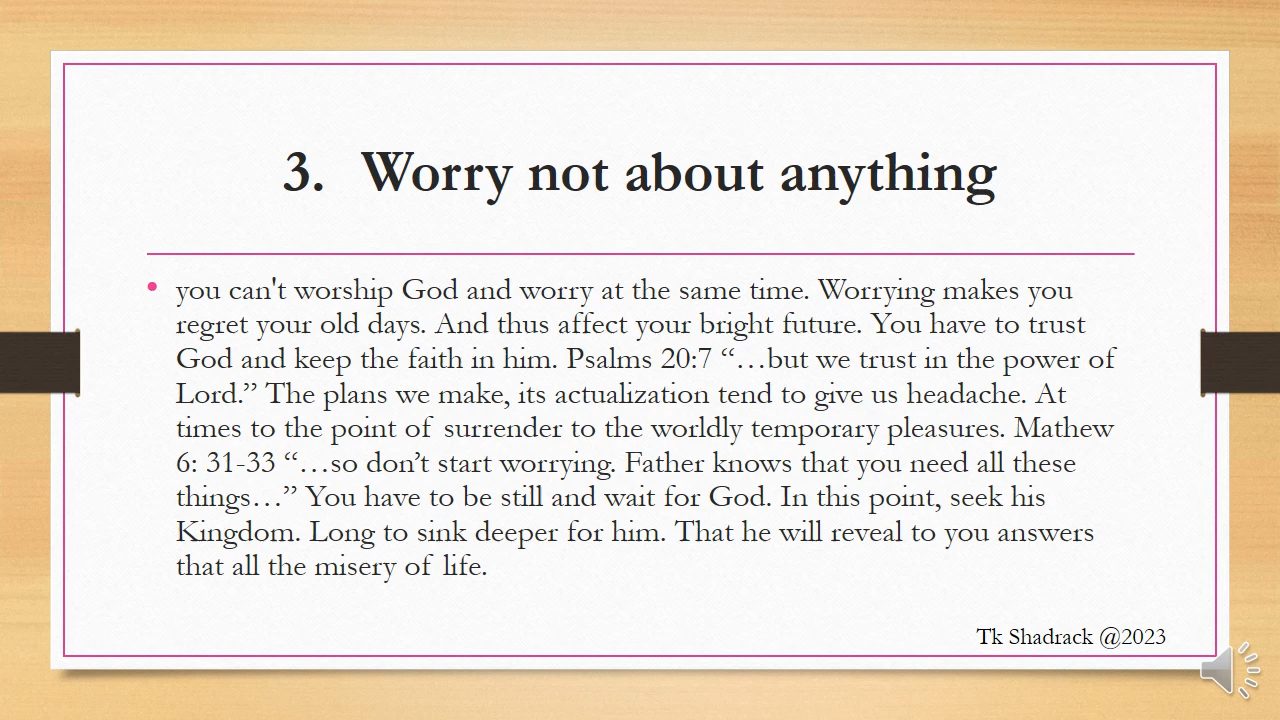 3. Worry not about anything
• you can't worship God and worry at the same time. Worrying makes you
regret your old days. And thus affect your bright future. You have to trust
God and keep the faith in him. Psalms 20:7 “…but we trust in the power of
Lord.” The plans we make, its actualization tend to give us headache. At
times to the point of surrender to the worldly temporary pleasures. Mathew
6: 31-33 “…so don’t start worrying. Father knows that you need all these
things…” You have to be still and wait for God. In this point, seek his
Kingdom. Long to sink deeper for him. That he will reveal to you answers
that all the misery of life.
Tk Shadrack @2023